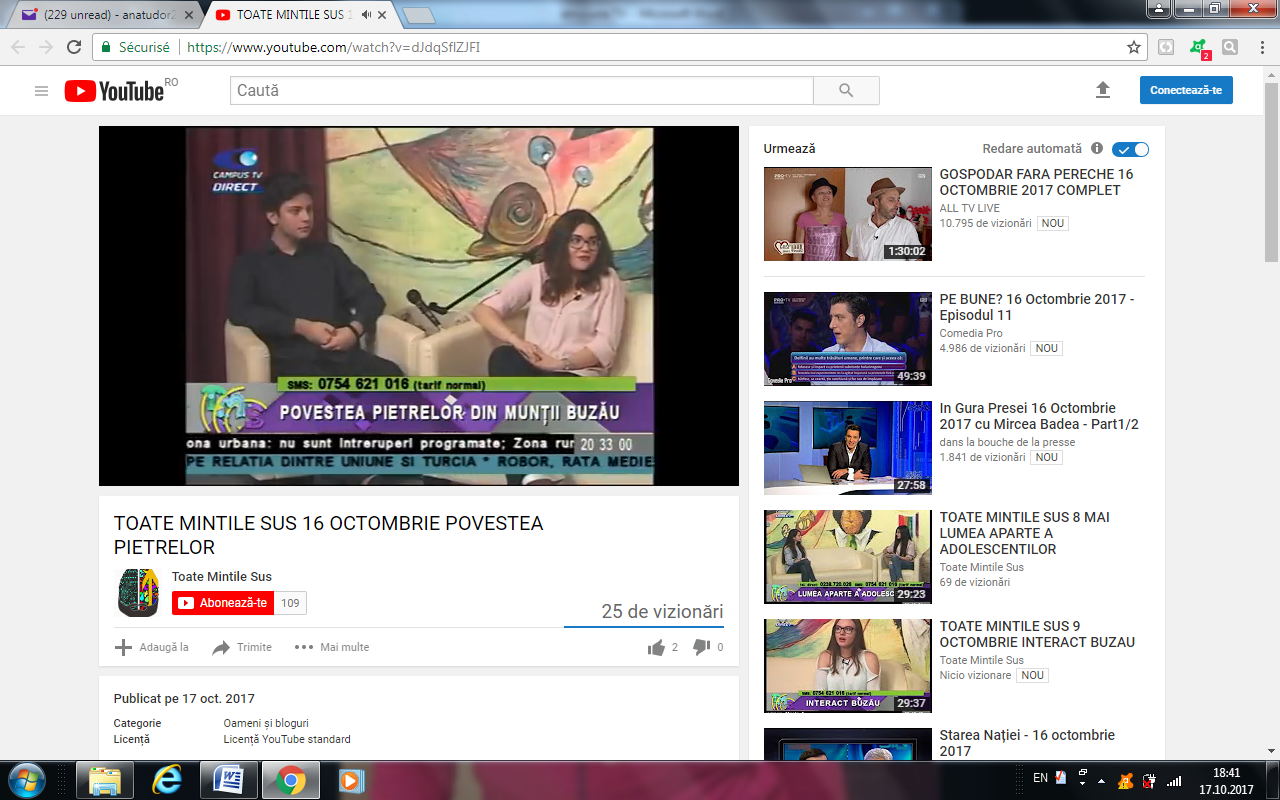 (229 unread) - anatudor2
TOATE MINTILE SUS 1
Sécurisé
https://www.youtube.com/watch?v=dJdqSflZJFI
2
YouTube RO
Caută
Conectează-te
CAMPUS TV
DIRECT
SMS: 0754 621 016 (tarif normal)
POVESTEA PIETRELOR DIN MUNȚII BUZĂU
ona urbana: nu sunt intreruperi programate; Zona rur
20 33 00
PE RELATIA DINTRE UNIUNE SI TURCIA * ROBOR, RATA MEDIE
TOATE MINTILE SUS 16 OCTOMBRIE POVESTEA
PIETRELOR
Toate Mintile Sus
Abonează-te 109
25 de vizionări
Adaugă la
Trimite
Mai multe
2
0
Publicat pe 17 oct. 2017
Categorie Oameni și bloguri
Licență Licență YouTube standard
Urmează
Redare automată
GOSPODAR FARA PERECHE 16
OCTOMBRIE 2017 COMPLET
ALL TV LIVE
10.795 de vizionări NOU
1:30:02
PE BUNE? 16 Octombrie 2017 -
Episodul 11
Comedia Pro
4.986 de vizionări NOU
Comedia Pro
49:39
In Gura Presei 16 Octombrie
2017 cu Mircea Badea - Part1/2
dans la bouche de la presse
1.841 de vizionări NOU
27:58
TOATE MINTILE SUS 8 MAI
LUMEA APARTE A
ADOLESCENTILOR
Toate Mintile Sus
69 de vizionări
LUMEA APARTE A ADOLESC
29:23
TOATE MINTILE SUS 9
OCTOMBRIE INTERACT BUZAU
Toate Mintile Sus
Nicio vizionare NOU
SMS: 0754 621 016 (tarif normal)
INTERACT BUZĂU
29:37
Starea Nației - 16 octombrie
2017
EN
18:41
17.10.2017